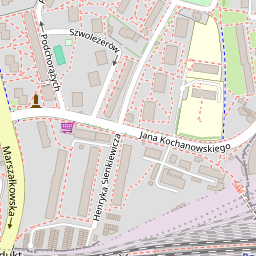 Szwoleżerów
Podchorążych
Jana Kochanowskiego
Henryka Sienkiewicza
Marszałkowska
dukt